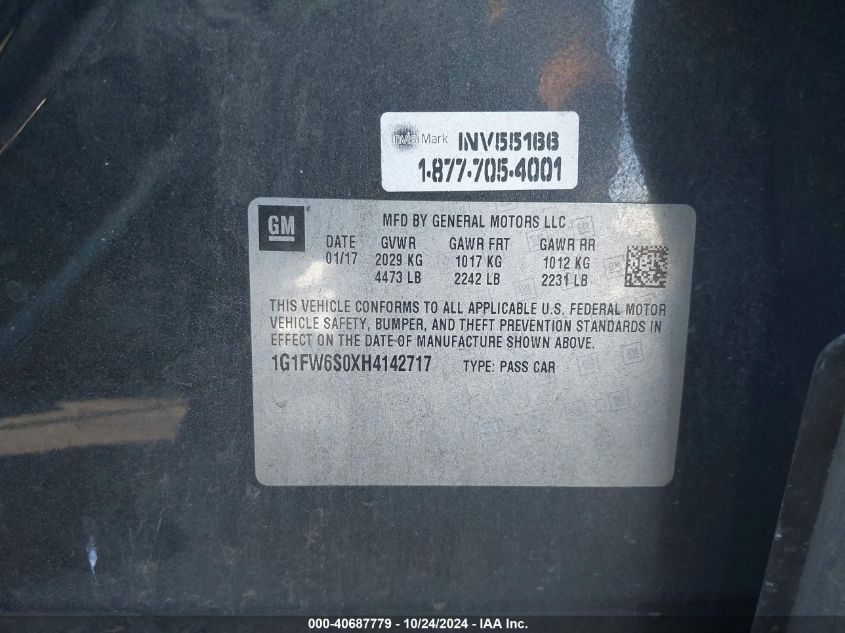 Mark INV55166
1-877-705-4001
GM
MFD BY GENERAL MOTORS LLC
DATE GVWR GAWR FRT GAWR RR
01/17 2029 KG 1017 KG 1012 KG
4473 LB 2242 LB 2231 LB
THIS VEHICLE CONFORMS TO ALL APPLICABLE U.S. FEDERAL MOTOR
VEHICLE SAFETY, BUMPER, AND THEFT PREVENTION STANDARDS IN
EFFECT ON THE DATE OF MANUFACTURE SHOWN ABOVE.
1G1FW6S0XH4142717 TYPE: PASS CAR
000-40687779 - 10/24/2024 - IAA Inc.